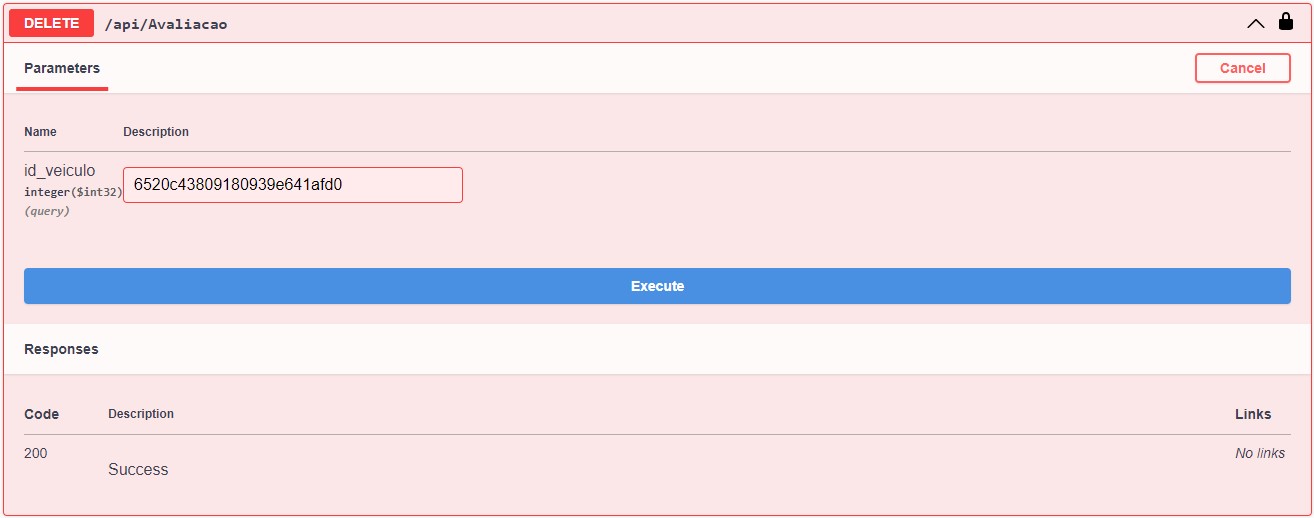 DELETE /api/Avaliacao
Parameters
Cancel
Name Description
id_veiculo
integer($int32)
(query)
6520c43809180939e641afd0
Execute
Responses
Code Description Links
200 Success No links